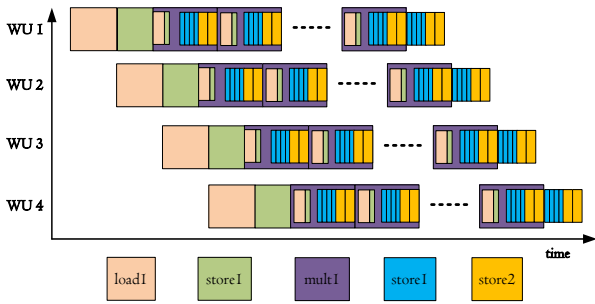 WU 1
WU 2
WU 3
WU 4
time
load1 store1 mult1 store1 store2